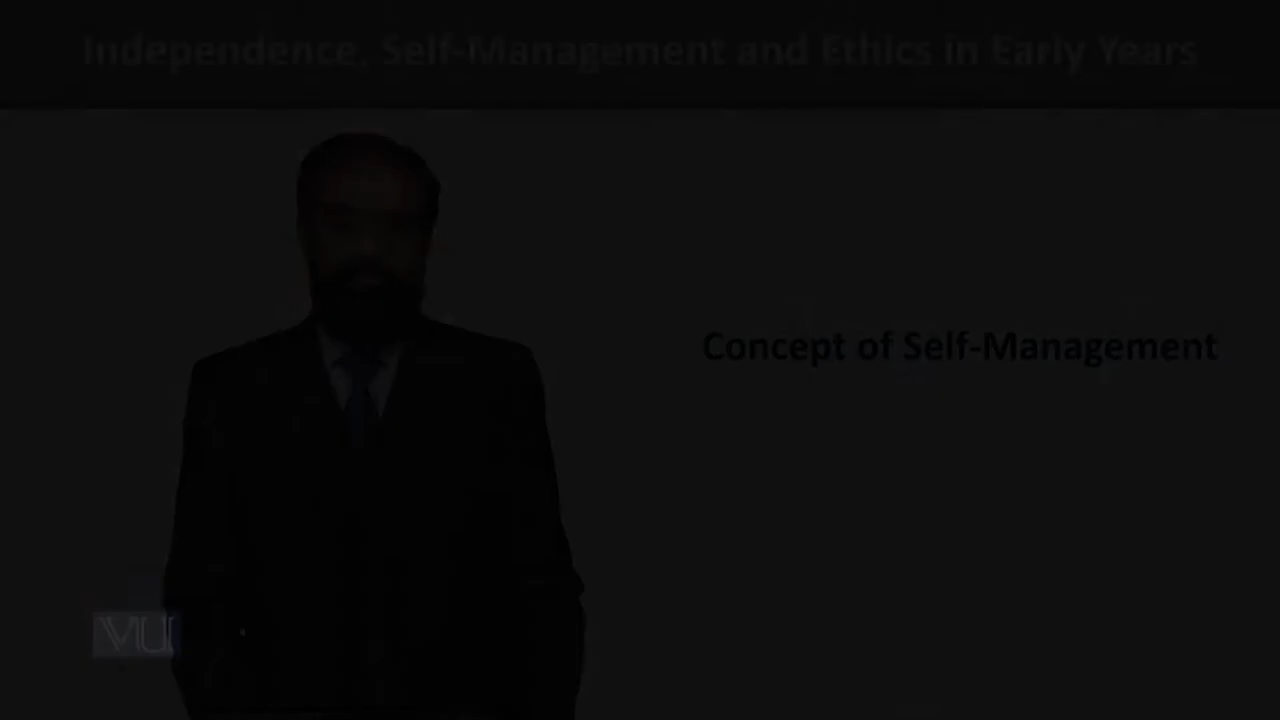 Independence, Self-Management and Ethics in Early Years
Concept of Self-Management
VU